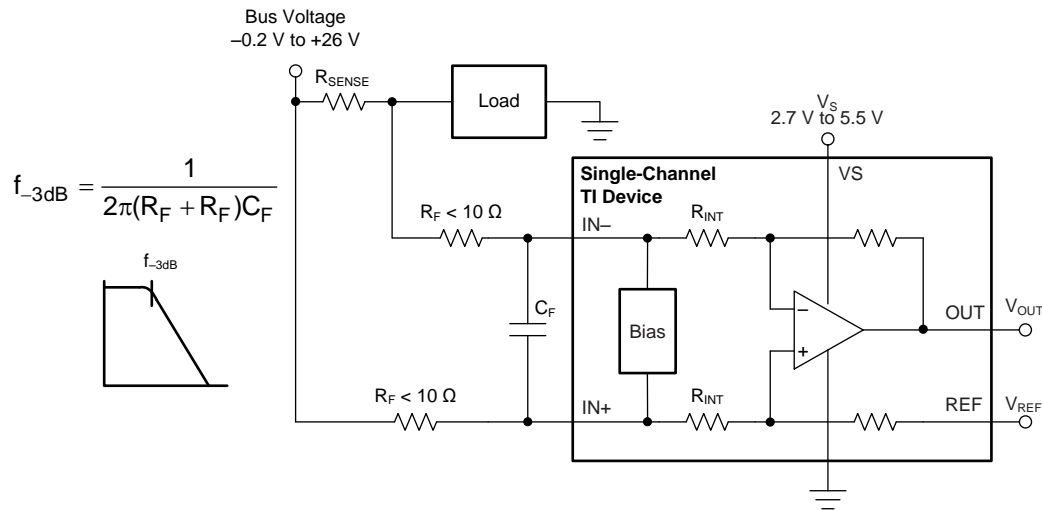 Bus Voltage
–0.2 V to +26 V
R_SENSE
Load
V_S
2.7 V to 5.5 V
f_–3dB = 1 / 2π(R_F + R_F)C_F
Single-Channel
TI Device
VS
R_F < 10 Ω
IN–
R_INT
f_–3dB
C_F
Bias
–
+
OUT
V_OUT
R_F < 10 Ω
IN+
R_INT
REF
V_REF